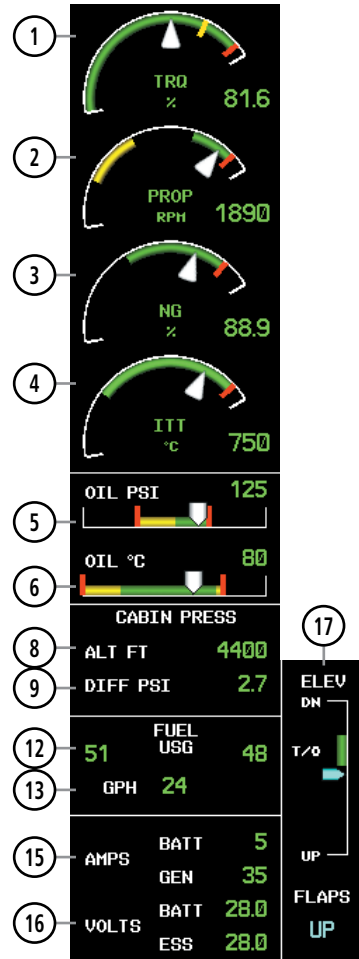 1
TRQ
%
81.6
2
PROP
RPM
1890
3
NG
%
88.9
4
ITT
°C
750
5
OIL PSI
125
6
OIL °C
80
CABIN PRESS
8
ALT FT
4400
9
DIFF PSI
2.7
12
FUEL
USG
51
48
13
GPH 24
15
AMPS
BATT 5
GEN 35
16
VOLTS
BATT 28.0
ESS 28.0
17
ELEV
DN
T/O
UP
FLAPS
UP